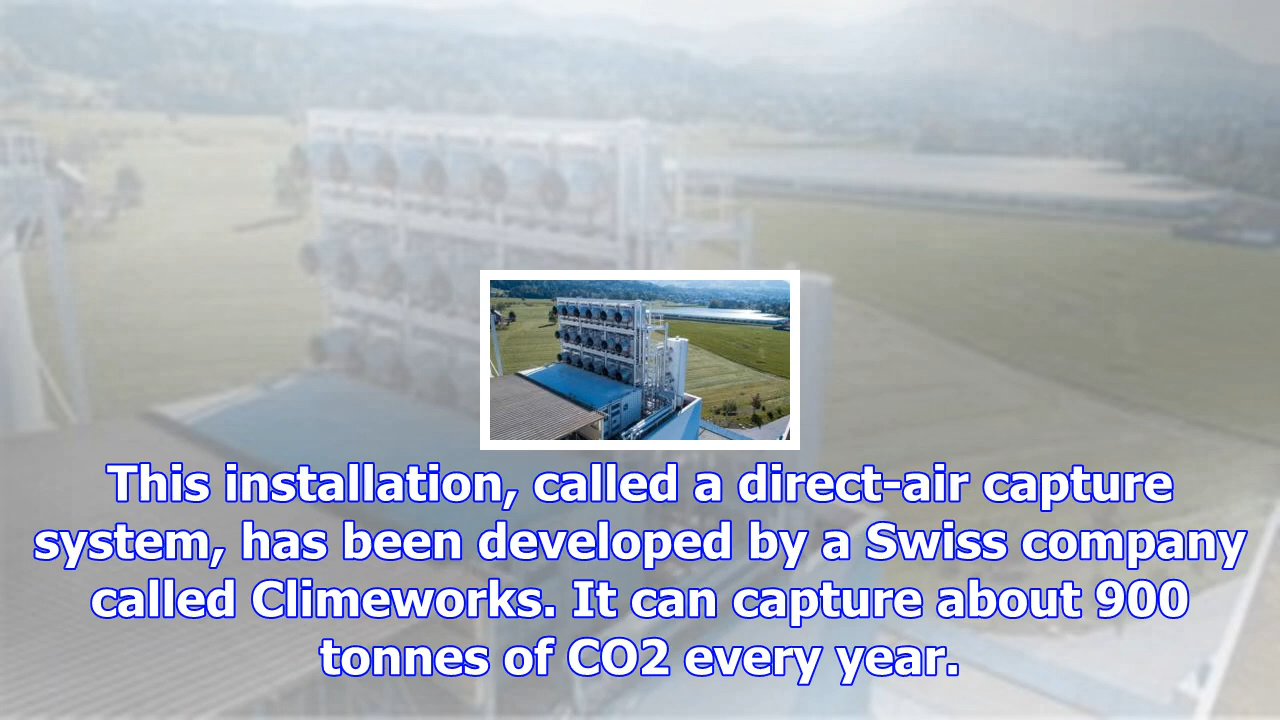 This installation, called a direct-air capture
system, has been developed by a Swiss company
called Climeworks. It can capture about 900
tonnes of CO2 every year.